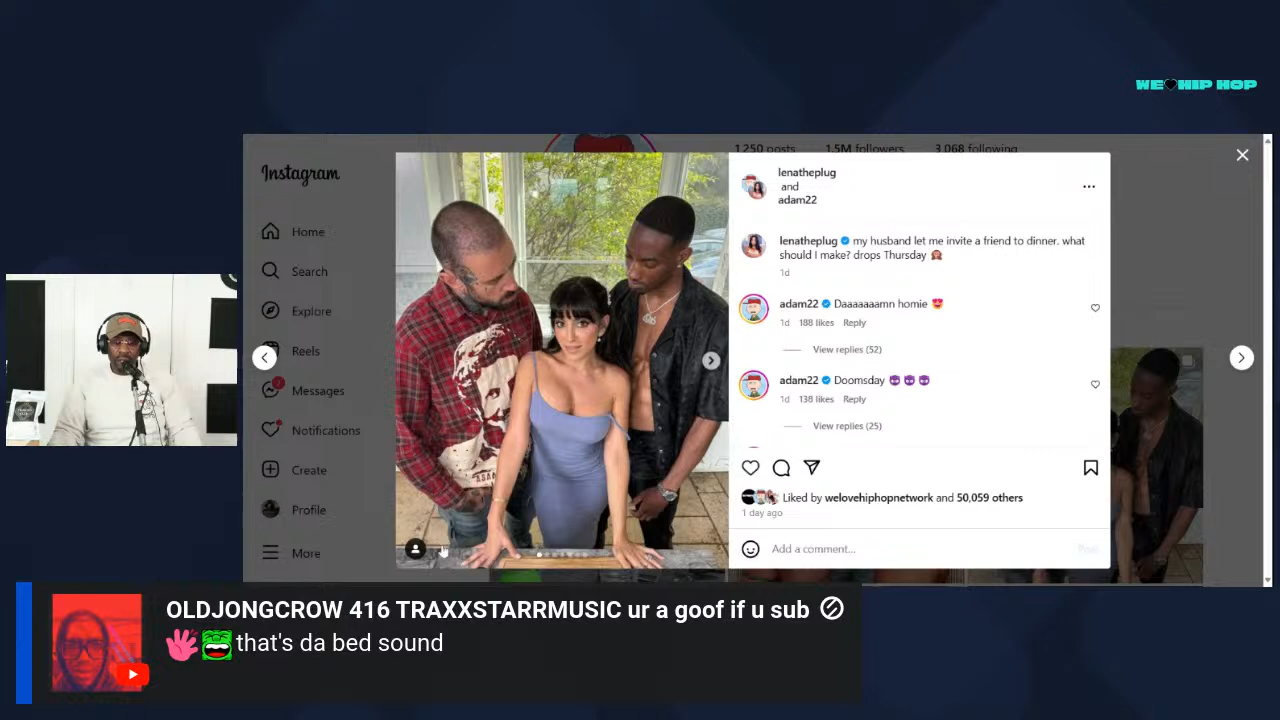 WE HIP HOP
1,250 posts 1.5M followers 3,068 following
Instagram
Home
Search
Explore
Reels
Messages
Notifications
Create
Profile
More
lenatheplug
and
adam22
lenatheplug my husband let me invite a friend to dinner. what
should I make? drops Thursday
1d
adam22 Daaaaaaamn homie
1d 188 likes Reply
View replies (52)
adam22 Doomsday
1d 138 likes Reply
View replies (25)
Liked by welovehiphopnetwork and 50,059 others
1 day ago
Add a comment...
Post
OLDJONGCROW 416 TRAXXSTARRMUSIC ur a goof if u sub
that's da bed sound